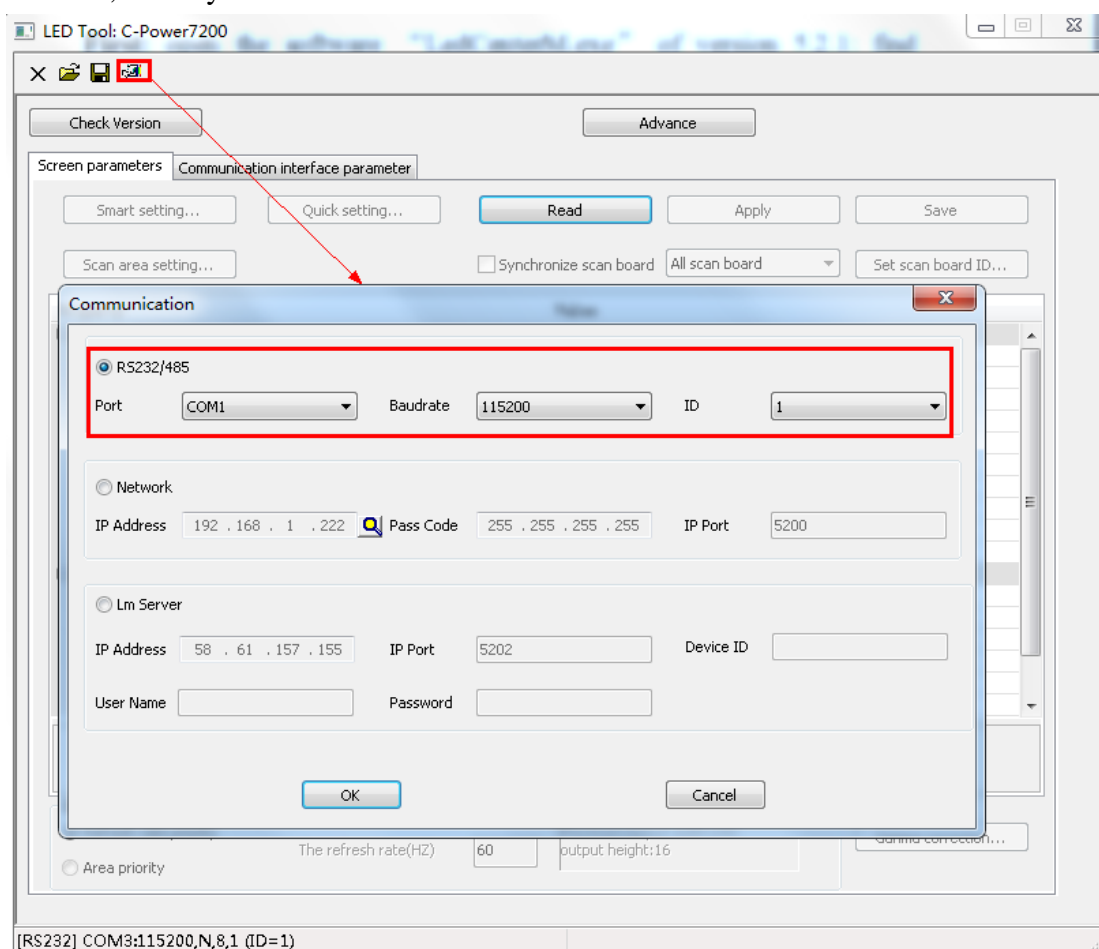 LED Tool: C-Power7200
Check Version Advance
Screen parameters Communication interface parameter
Smart setting... Quick setting... Read Apply Save
Scan area setting... Synchronize scan board All scan board Set scan board ID...
Communication
RS232/485
Port COM1 Baudrate 115200 ID 1
Network
IP Address 192 . 168 . 1 . 222 Pass Code 255 . 255 . 255 . 255 IP Port 5200
Lm Server
IP Address 58 . 61 . 157 . 155 IP Port 5202 Device ID
User Name Password
OK Cancel
The refresh rate(HZ) 60 output height:16 Gamma correction...
Area priority
[RS232] COM3:115200,N,8,1 (ID=1)